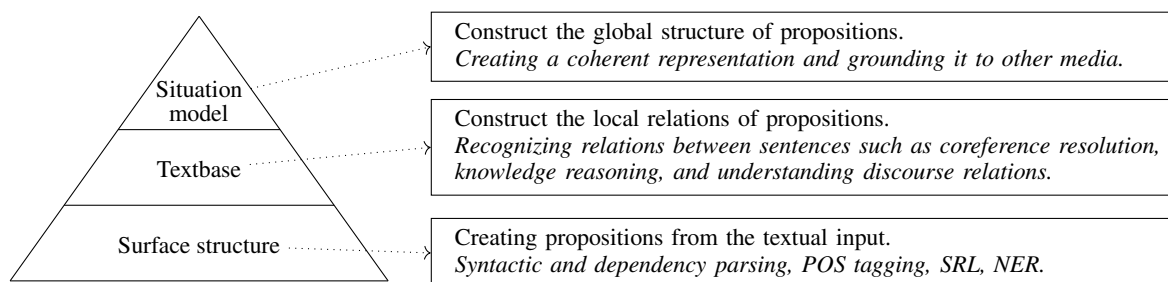 Situation
model
Construct the global structure of propositions.
Creating a coherent representation and grounding it to other media.
Textbase
Construct the local relations of propositions.
Recognizing relations between sentences such as coreference resolution,
knowledge reasoning, and understanding discourse relations.
Surface structure
Creating propositions from the textual input.
Syntactic and dependency parsing, POS tagging, SRL, NER.